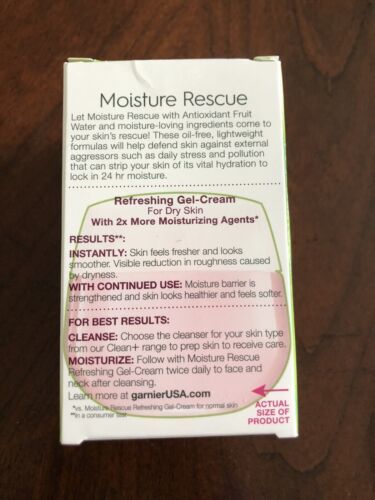 Moisture Rescue
Let Moisture Rescue with Antioxidant Fruit
Water and moisture-loving ingredients come to
your skin's rescue! These oil-free, lightweight
formulas will help defend skin against external
aggressors such as daily stress and pollution
that can strip your skin of its vital hydration to
lock in 24 hr moisture.
Refreshing Gel-Cream
For Dry Skin
With 2x More Moisturizing Agents*
RESULTS**:
INSTANTLY: Skin feels fresher and looks
smoother. Visible reduction in roughness caused
by dryness.
WITH CONTINUED USE: Moisture barrier is
strengthened and skin looks healthier and feels softer.
FOR BEST RESULTS:
CLEANSE: Choose the cleanser for your skin type
from our Clean+ range to prep skin to receive care.
MOISTURIZE: Follow with Moisture Rescue
Refreshing Gel-Cream twice daily to face and
neck after cleansing.
Learn more at garnierUSA.com
*vs. Moisture Rescue Refreshing Gel-Cream for normal skin
**in a consumer test
ACTUAL
SIZE OF
PRODUCT